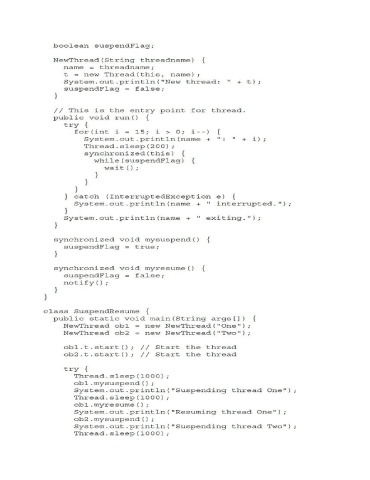 boolean suspendFlag;
NewThread(String threadname) {
name = threadname;
t = new Thread(this, name);
System.out.println("New thread: " + t);
suspendFlag = false;
}
// This is the entry point for thread.
public void run() {
try {
for(int i = 15; i > 0; i--) {
System.out.println(name + ": " + i);
Thread.sleep(200);
synchronized(this) {
while(suspendFlag) {
wait();
}
}
}
} catch (InterruptedException e) {
System.out.println(name + " interrupted.");
}
System.out.println(name + " exiting.");
}
synchronized void mysuspend() {
suspendFlag = true;
}
synchronized void myresume() {
suspendFlag = false;
notify();
}
}
class SuspendResume {
public static void main(String args[]) {
NewThread ob1 = new NewThread("One");
NewThread ob2 = new NewThread("Two");
ob1.t.start(); // Start the thread
ob2.t.start(); // Start the thread
try {
Thread.sleep(1000);
ob1.mysuspend();
System.out.println("Suspending thread One");
Thread.sleep(1000);
ob1.myresume();
System.out.println("Resuming thread One");
ob2.mysuspend();
System.out.println("Suspending thread Two");
Thread.sleep(1000);